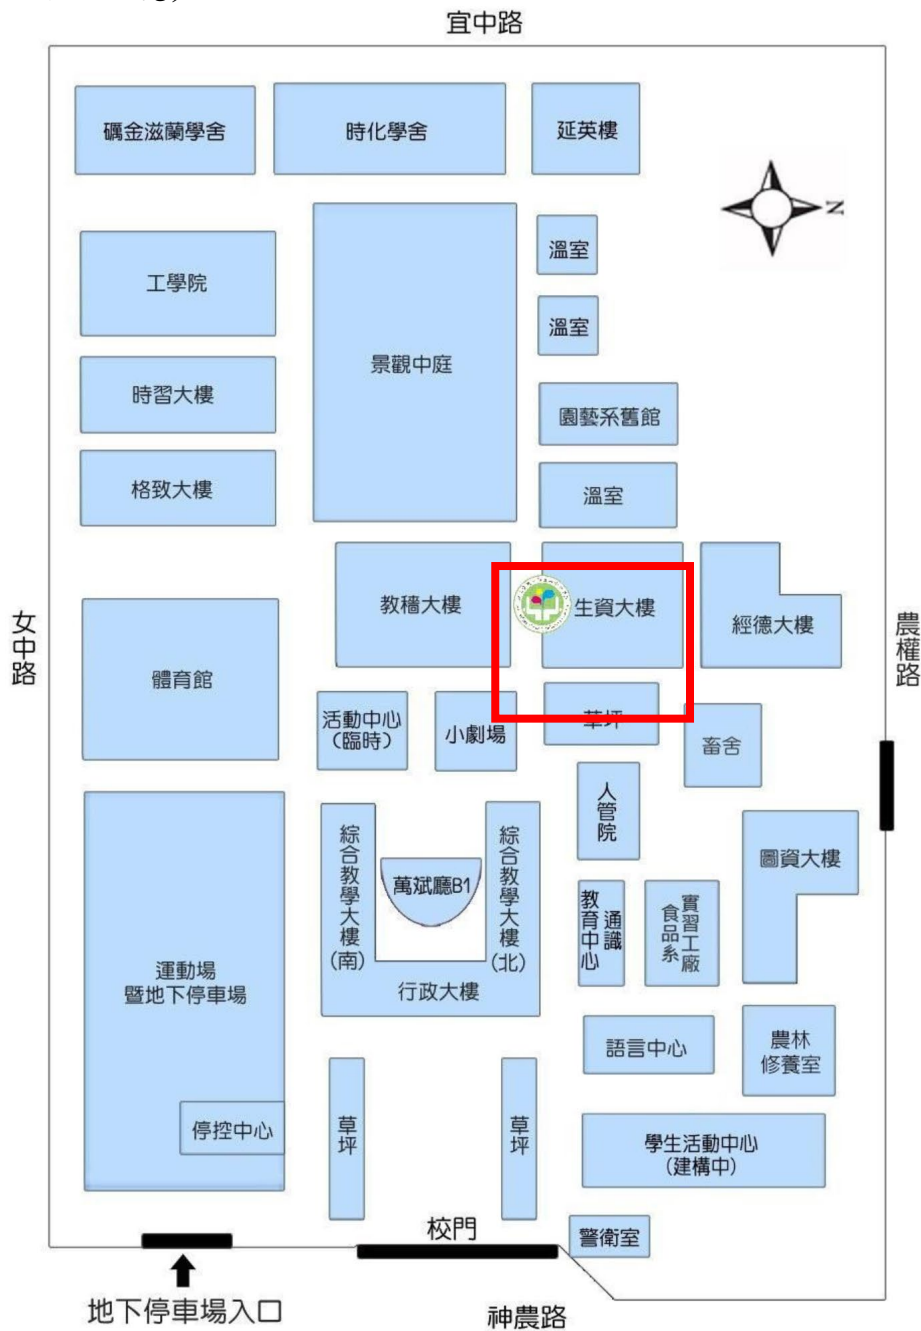 宜中路
礪金滋蘭學舍
時化學舍
延英樓
N
工學院
景觀中庭
溫室
溫室
時習大樓
園藝系舊館
格致大樓
溫室
教穡大樓
生資大樓
經德大樓
女中路
農權路
體育館
活動中心
(臨時)
小劇場
草坪
畜舍
人管院
綜合教學大樓(南)
萬斌廳B1
綜合教學大樓(北)
圖資大樓
通識
教育中心
實習工廠
食品系
運動場
暨地下停車場
行政大樓
語言中心
農林
修養室
停控中心
草坪
草坪
學生活動中心
(建構中)
校門
警衛室
地下停車場入口
神農路